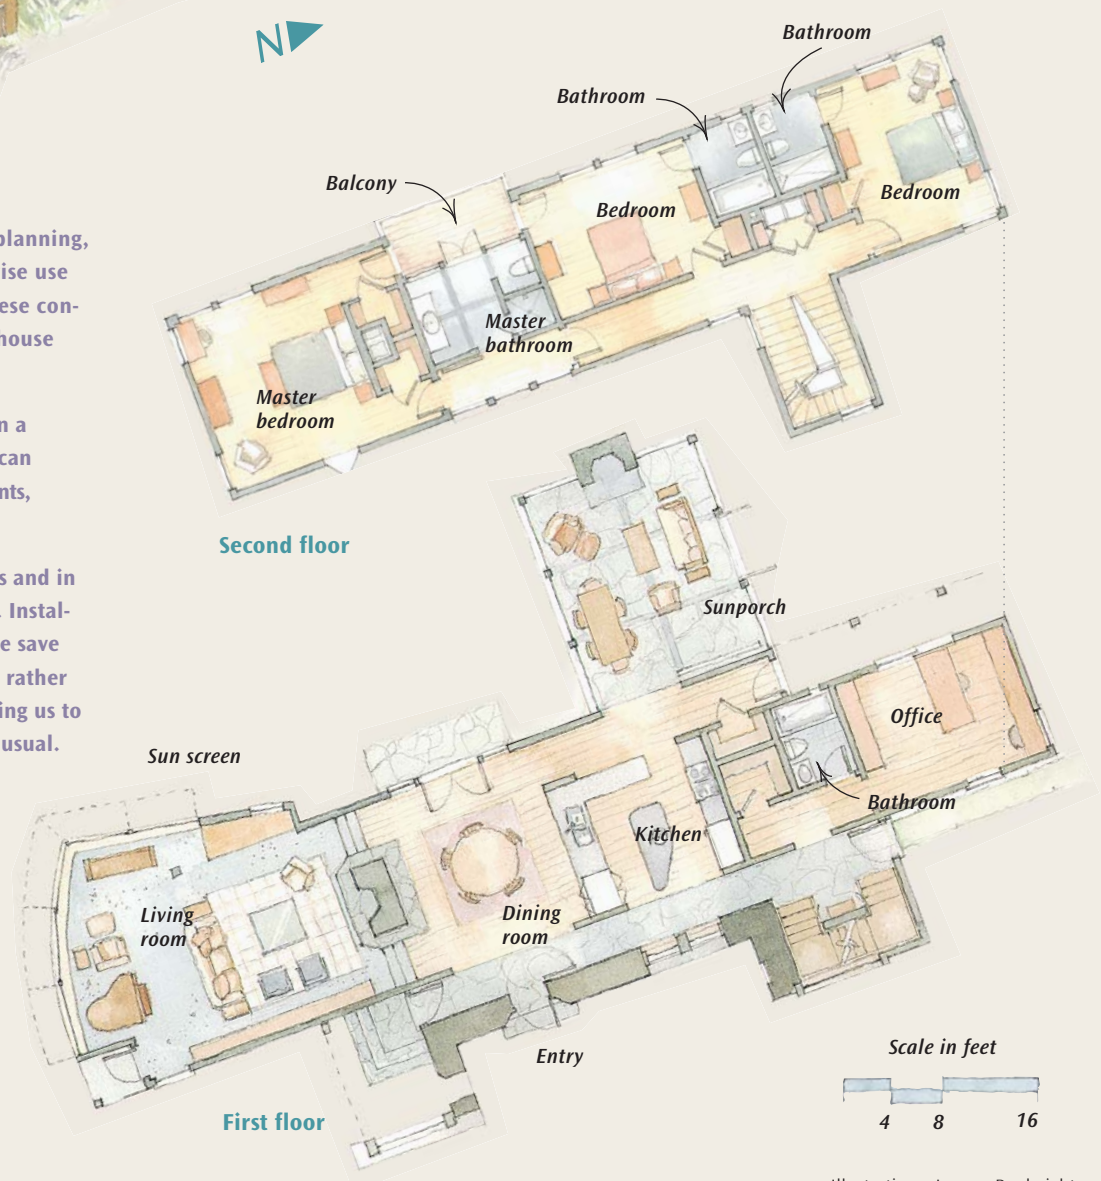 N
Bathroom
Bathroom
Balcony
Bedroom
Bedroom
Master
bathroom
Master
bedroom
Second floor
planning,
ise use
ese con-
house
n a
can
nts,
s and in
. Instal-
e save
rather
ing us to
usual.
Sunporch
Office
Sun screen
Bathroom
Kitchen
Living
room
Dining
room
Entry
First floor
Scale in feet
4 8 16